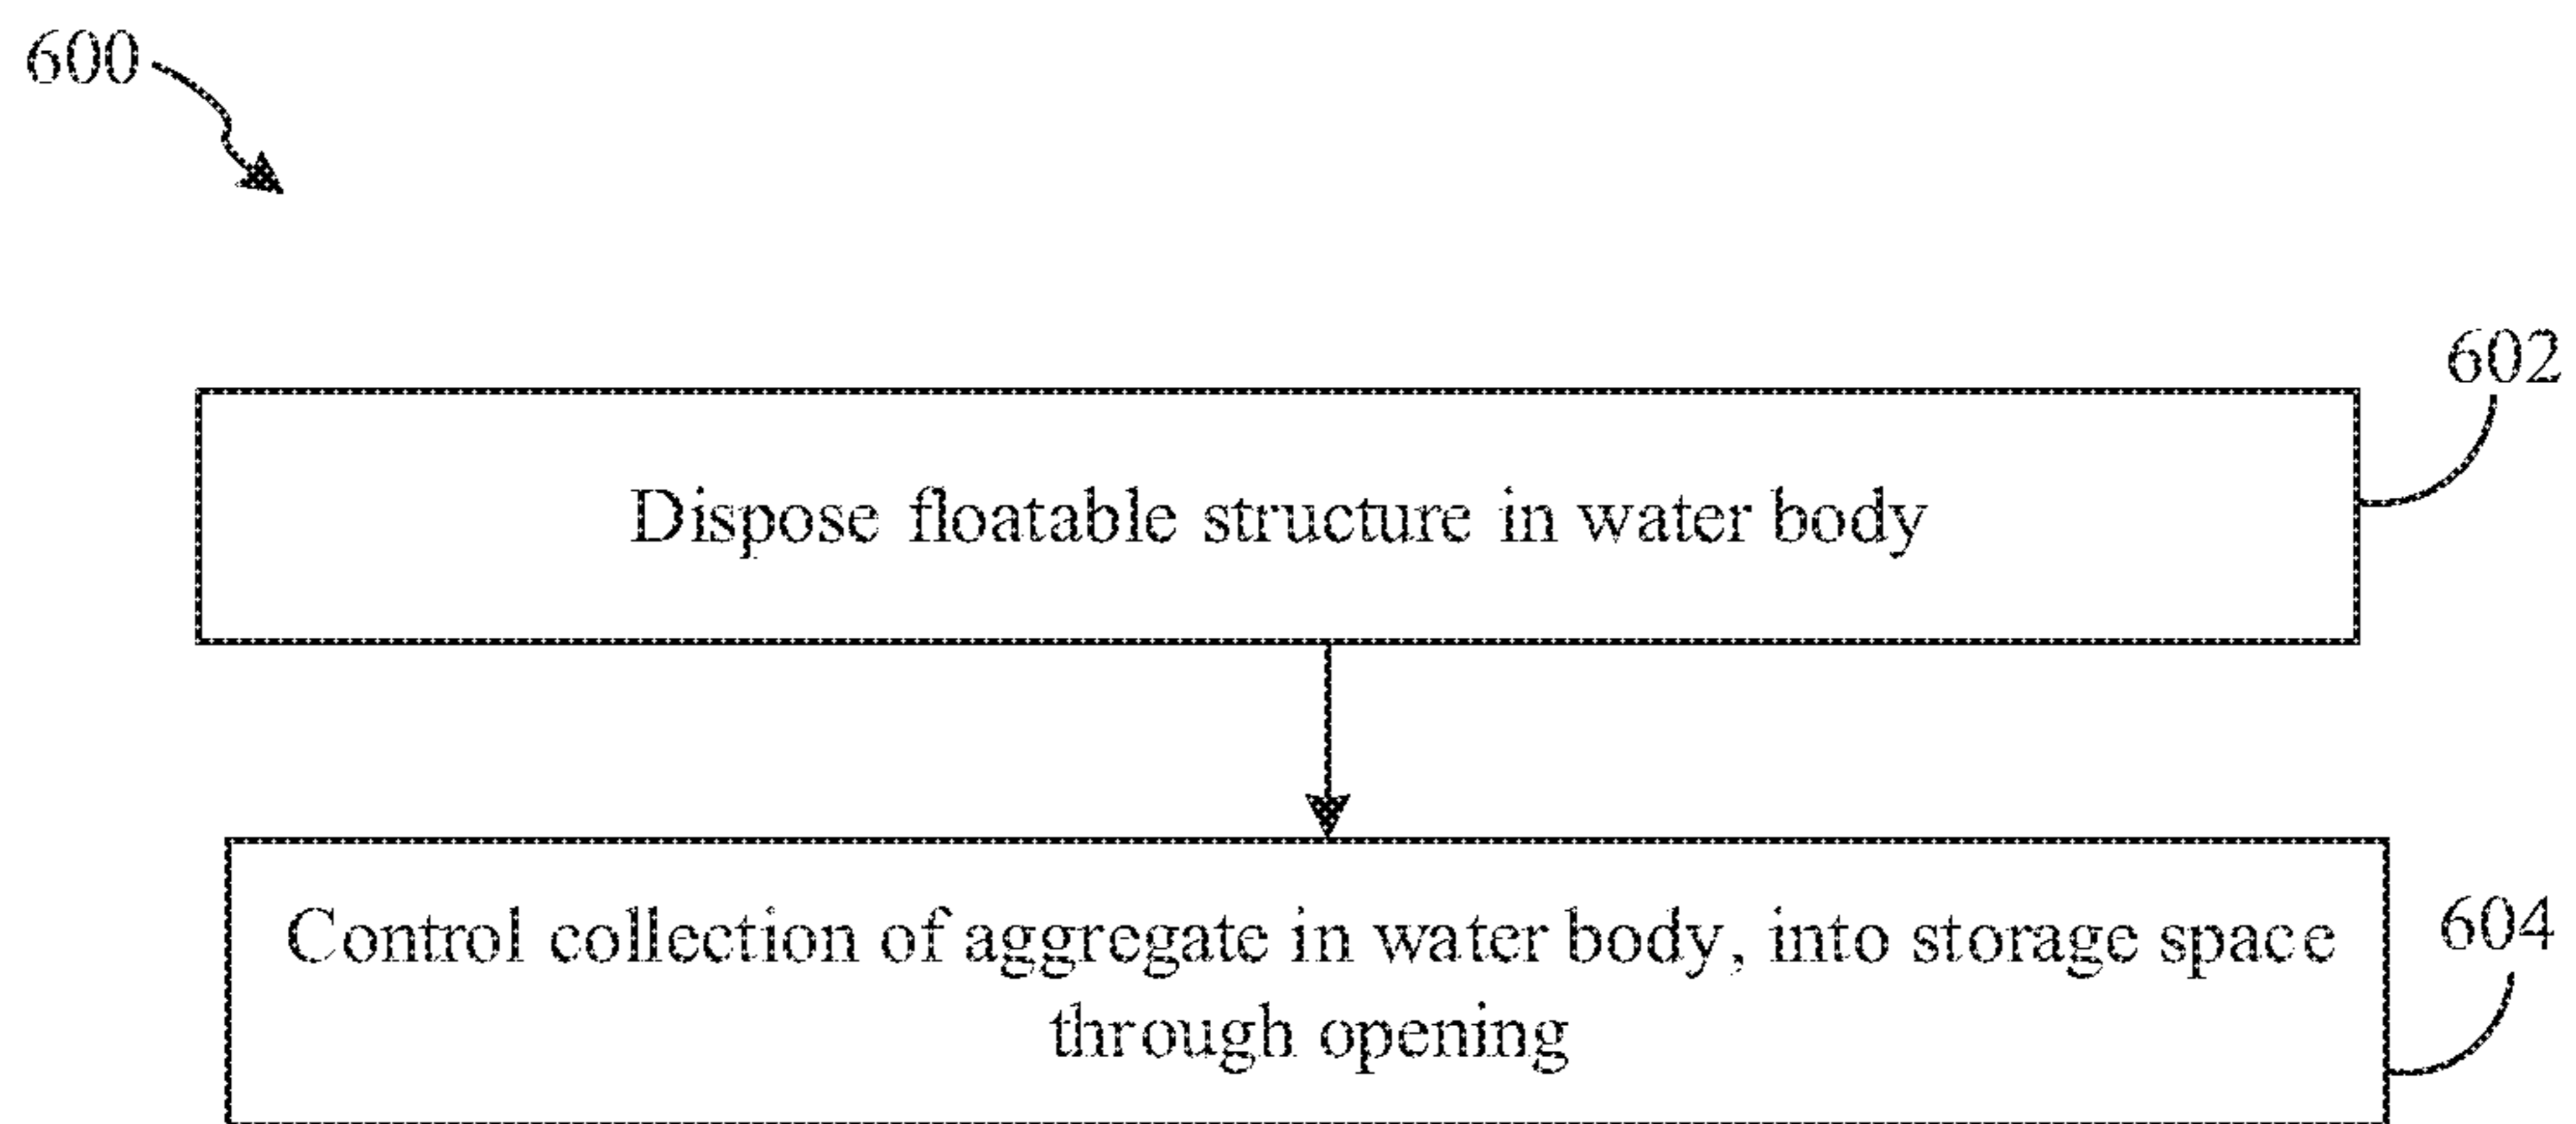 600
602
Dispose floatable structure in water body
Control collection of aggregate in water body, into storage space
through opening
604